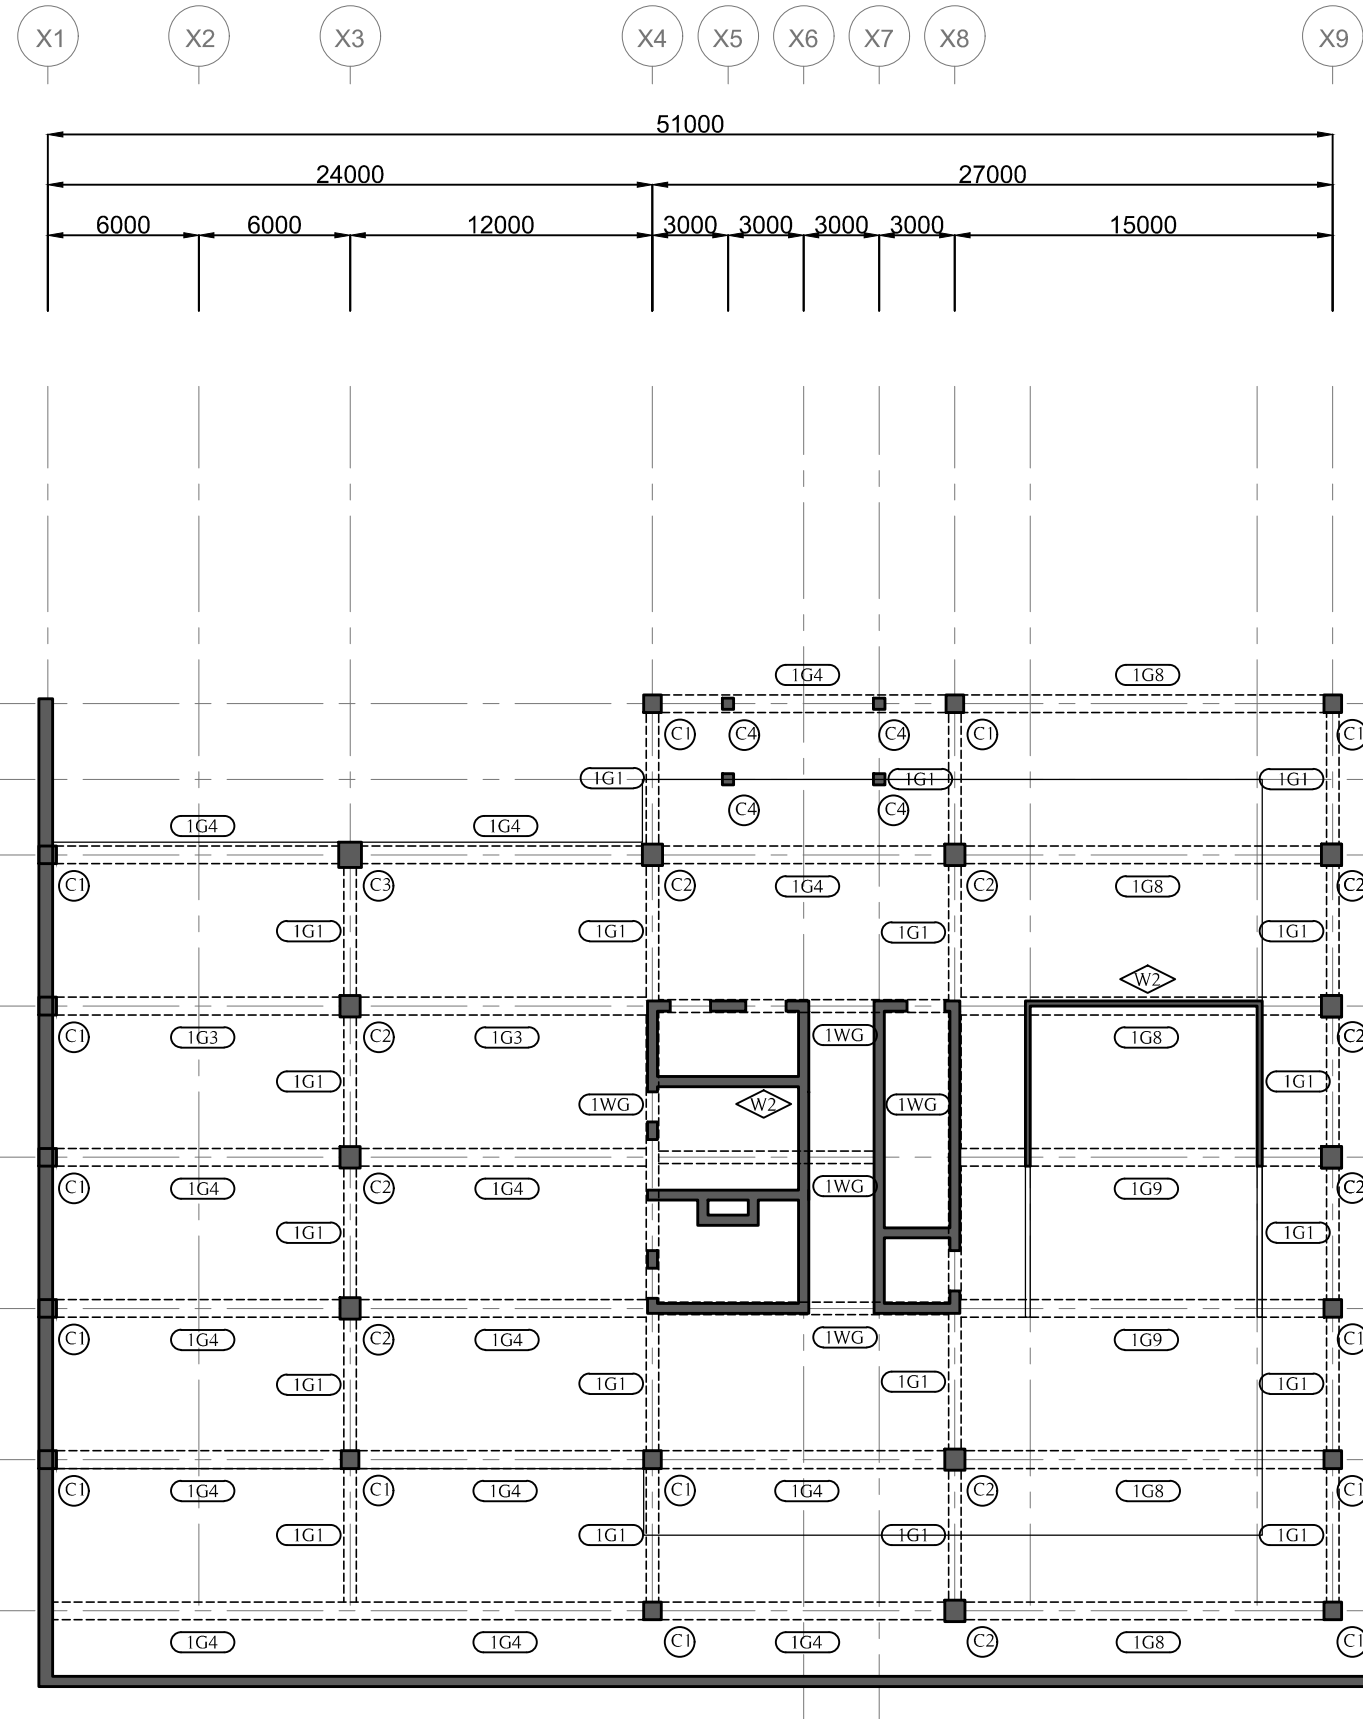 X1 X2 X3 X4 X5 X6 X7 X8 X9
51000
24000 27000
6000 6000 12000 3000 3000 3000 3000 15000
1G4 1G8
C1 C4 C4 C1 C1
1G1 1G1 1G1
C4 C4
1G4 1G4
C1 C3 C2 1G4 C2 1G8 C2
1G1 1G1 1G1 1G1
W2
C1 1G3 C2 1G3 1WG 1G8 C2
1G1 1G1
1WG W2 1WG
C1 1G4 C2 1G4 1WG 1G9 C2
1G1 1G1
C1 1G4 C2 1G4 1WG 1G9 C1
1G1 1G1 1G1 1G1
C1 1G4 C1 1G4 C1 1G4 C2 1G8 C1
1G1 1G1 1G1 1G1
1G4 1G4 C1 1G4 C2 1G8 C1